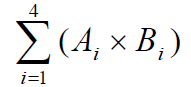 4
∑ (Aᵢ × Bᵢ)
i=1